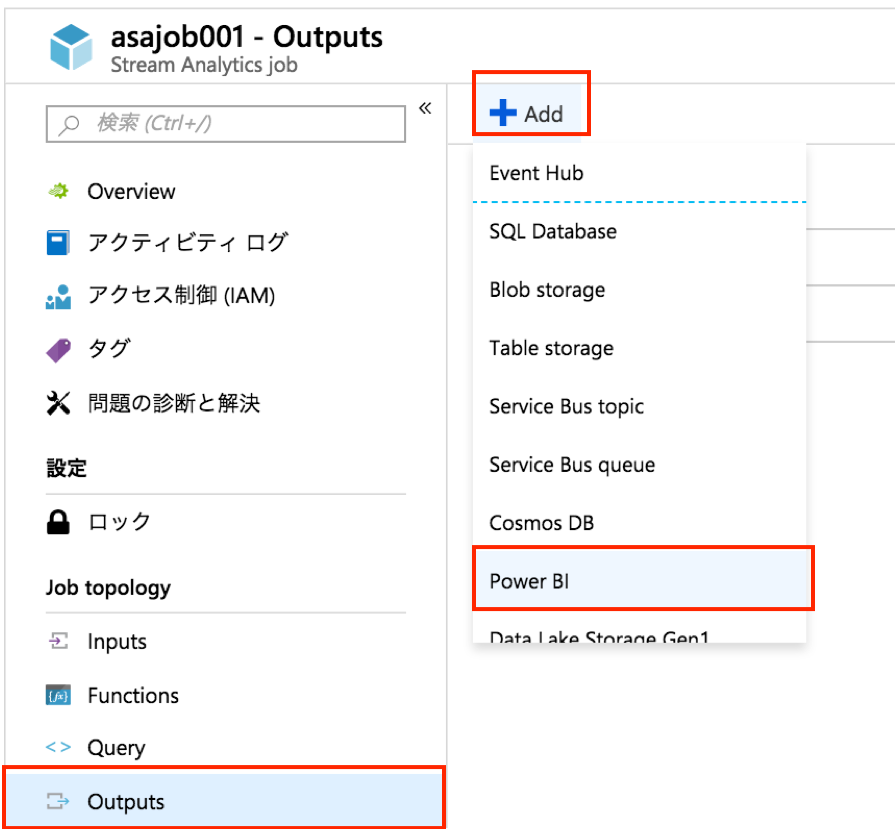 asajob001 - Outputs
Stream Analytics job
検索 (Ctrl+/)
«
Overview
アクティビティ ログ
アクセス制御 (IAM)
タグ
問題の診断と解決
設定
ロック
Job topology
Inputs
Functions
Query
Outputs
Add
Event Hub
SQL Database
Blob storage
Table storage
Service Bus topic
Service Bus queue
Cosmos DB
Power BI
Data Lake Storage Gen1